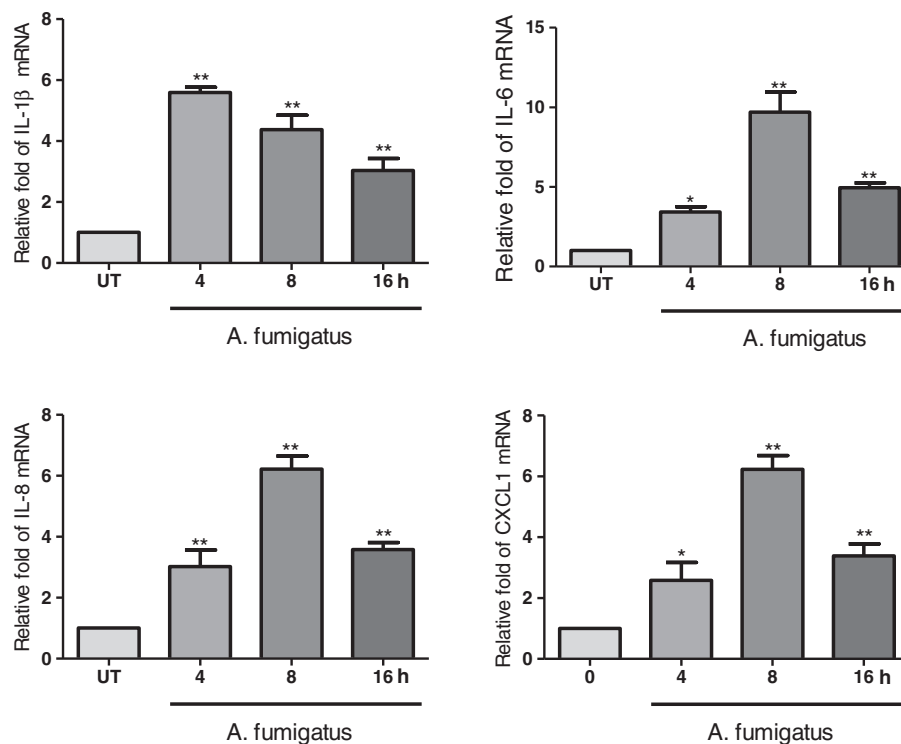 Relative fold of IL-1β mRNA
8
6
4
2
0
**
**
**
UT 4 8 16 h
A. fumigatus
Relative fold of IL-6 mRNA
15
10
5
0
*
**
**
UT 4 8 16 h
A. fumigatus
Relative fold of IL-8 mRNA
8
6
4
2
0
**
**
**
UT 4 8 16 h
A. fumigatus
Relative fold of CXCL1 mRNA
8
6
4
2
0
*
**
**
0 4 8 16 h
A. fumigatus